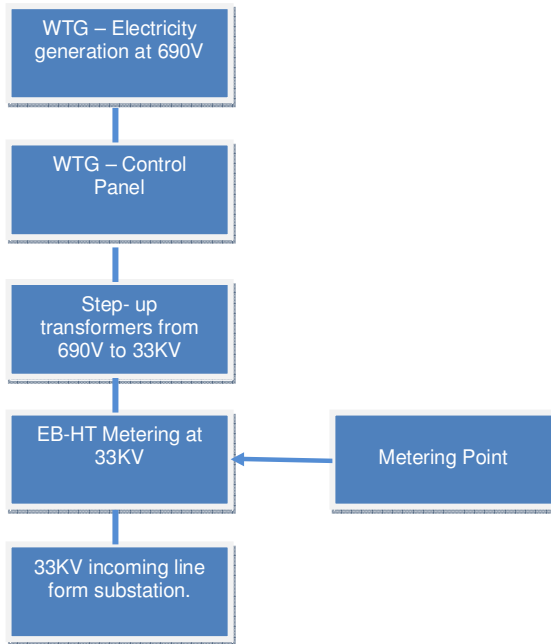 WTG – Electricity
generation at 690V
WTG – Control
Panel
Step- up
transformers from
690V to 33KV
EB-HT Metering at
33KV
Metering Point
33KV incoming line
form substation.